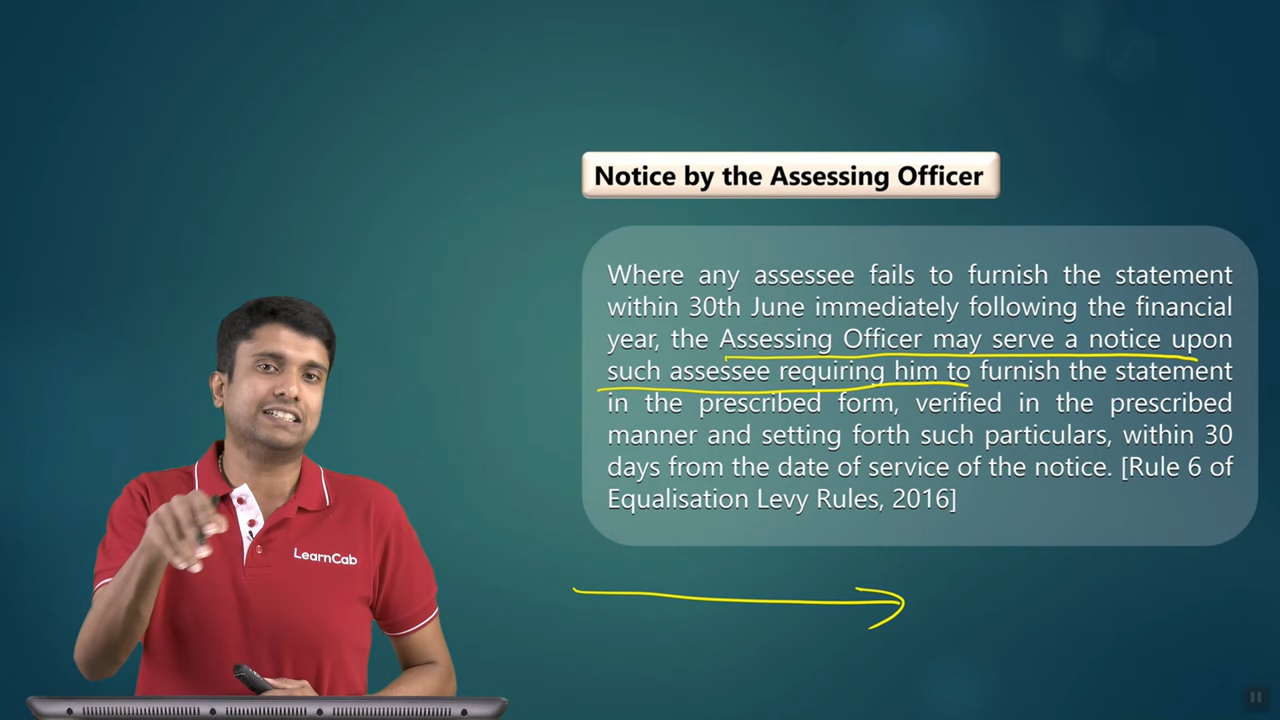 Notice by the Assessing Officer
Where any assessee fails to furnish the statement
within 30th June immediately following the financial
year, the Assessing Officer may serve a notice upon
such assessee requiring him to furnish the statement
in the prescribed form, verified in the prescribed
manner and setting forth such particulars, within 30
days from the date of service of the notice. [Rule 6 of
Equalisation Levy Rules, 2016]
LearnCab